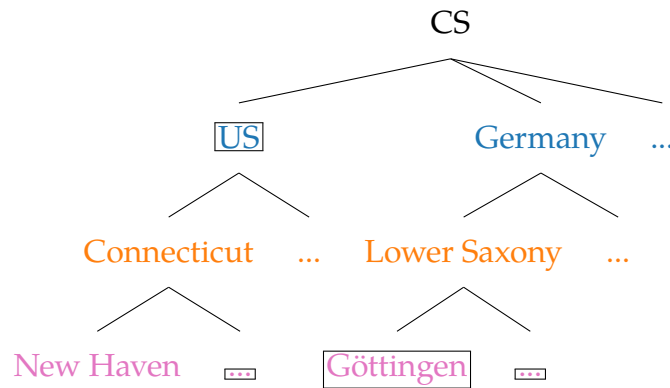 CS
US Germany ...
Connecticut ... Lower Saxony ...
New Haven ... Göttingen ...